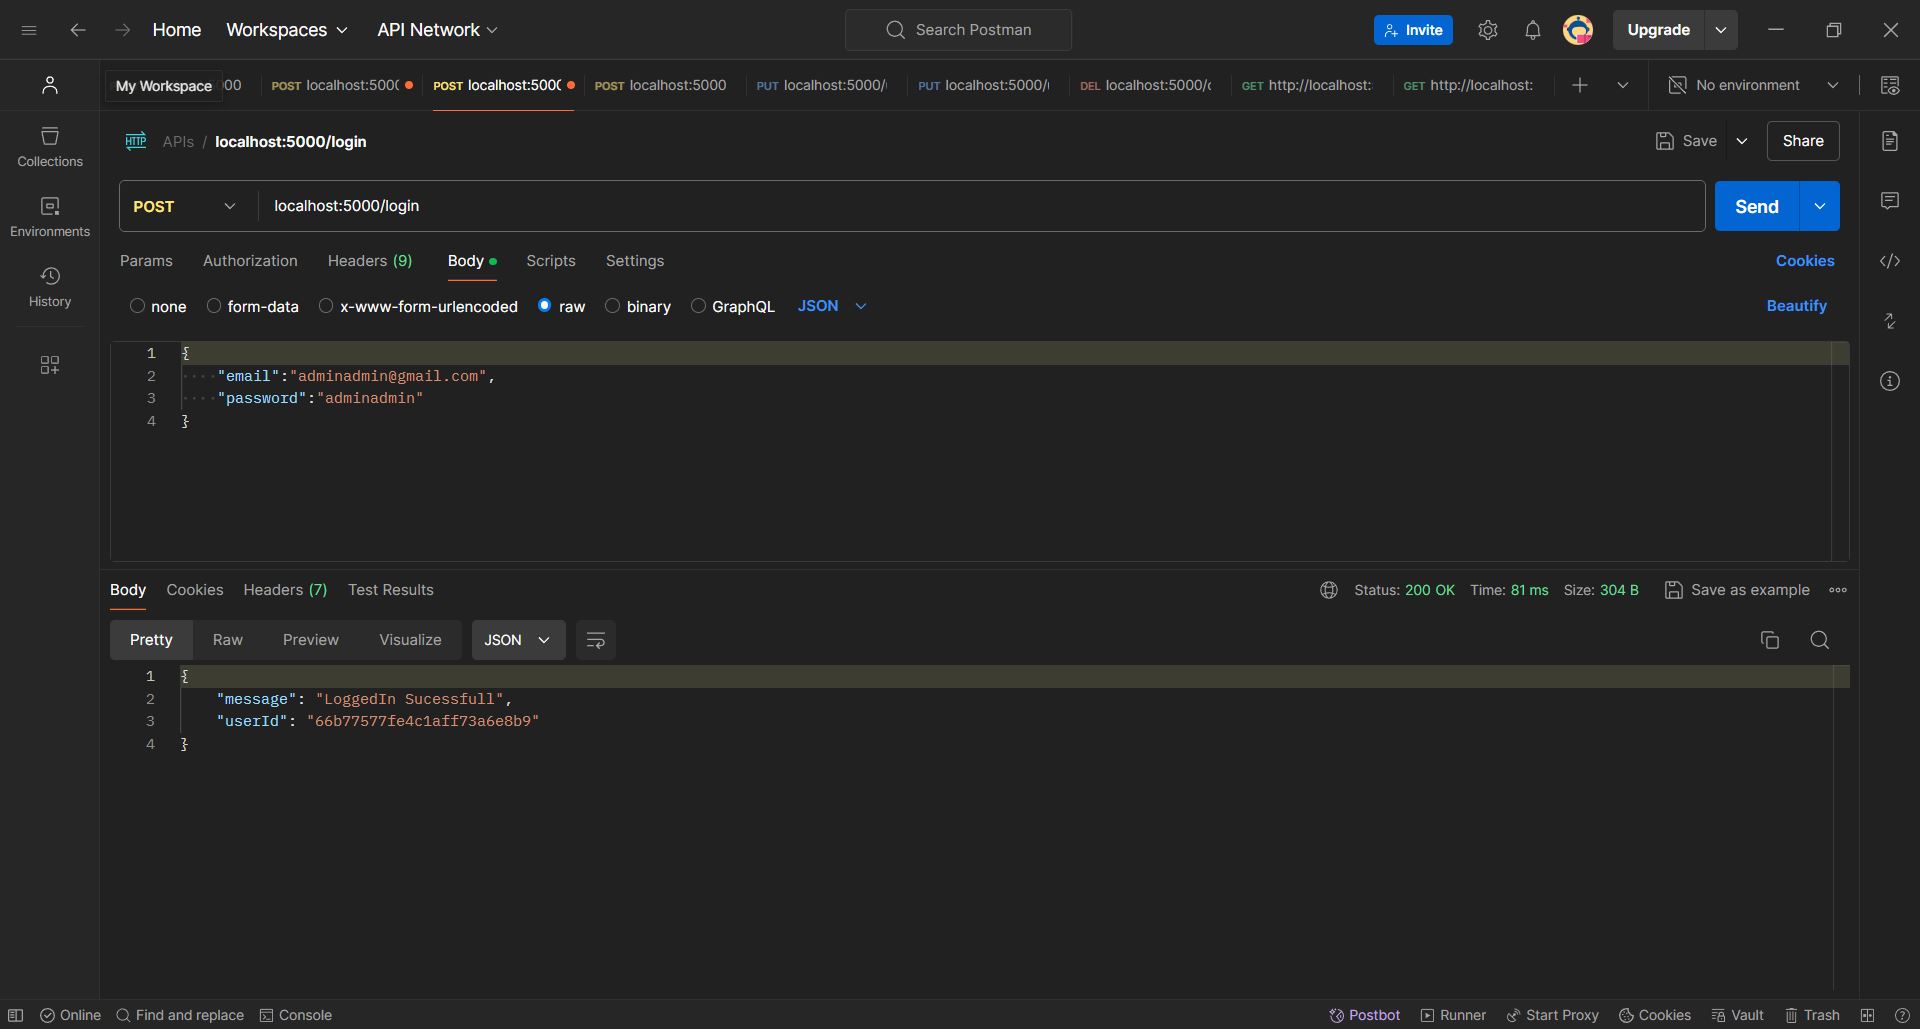 Home Workspaces API Network Search Postman Invite Upgrade
My Workspace 00 POST localhost:5000 POST localhost:5000 POST localhost:5000 PUT localhost:5000/ PUT localhost:5000/ DEL localhost:5000/ GET http://localhost: GET http://localhost: No environment
HTTP APIs / localhost:5000/login Save Share
Collections
POST localhost:5000/login Send
Environments
Params Authorization Headers (9) Body Scripts Settings Cookies
History
none form-data x-www-form-urlencoded raw binary GraphQL JSON Beautify
1 {
2 ····"email":"adminadmin@gmail.com",
3 ····"password":"adminadmin"
4 }
Body Cookies Headers (7) Test Results Status: 200 OK Time: 81 ms Size: 304 B Save as example
Pretty Raw Preview Visualize JSON
1 {
2 "message": "LoggedIn Sucessfull",
3 "userId": "66b77577fe4c1aff73a6e8b9"
4 }
Online Find and replace Console Postbot Runner Start Proxy Cookies Vault Trash